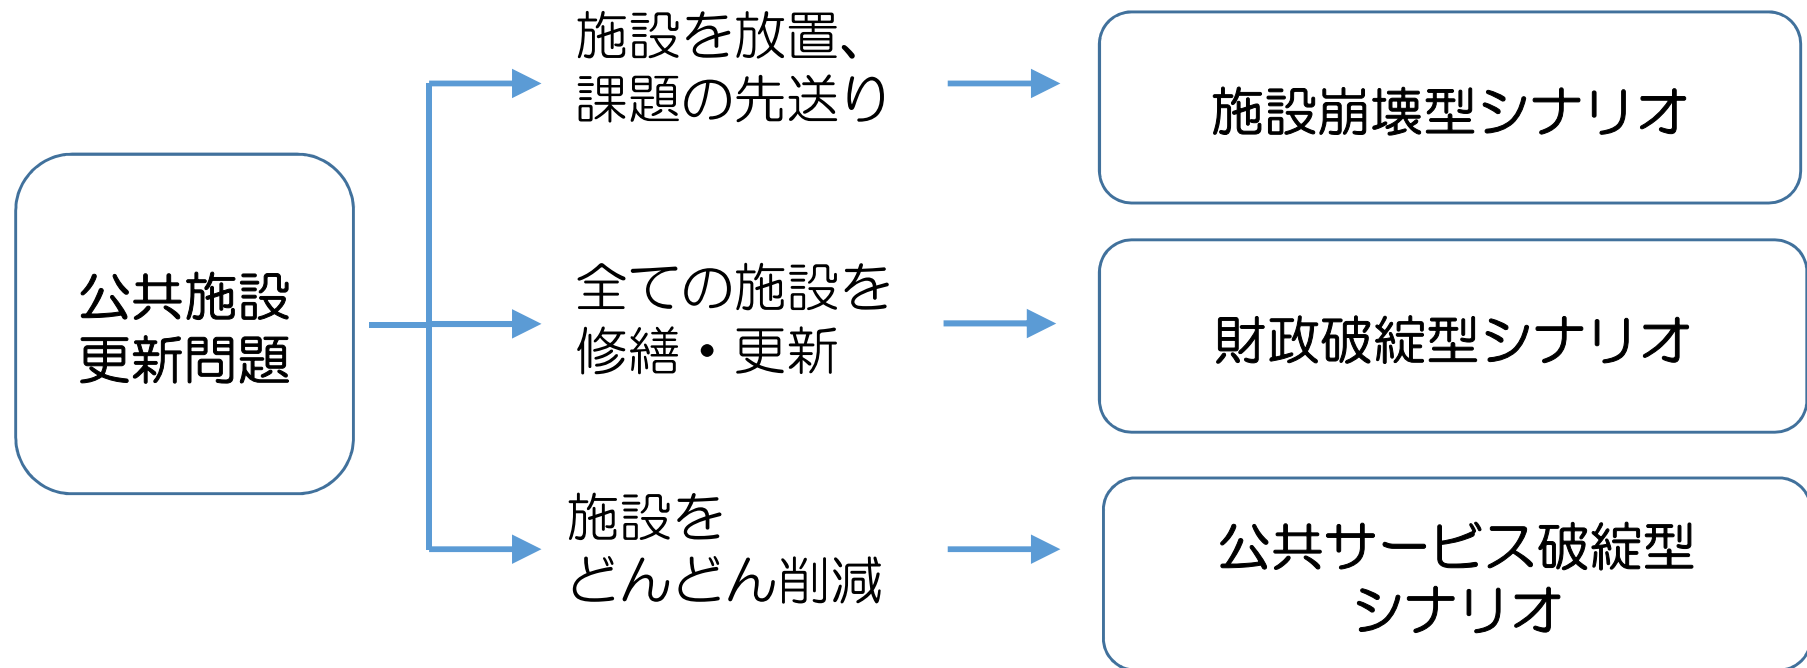 公共施設
更新問題
施設を放置、
課題の先送り
施設崩壊型シナリオ
全ての施設を
修繕・更新
財政破綻型シナリオ
施設を
どんどん削減
公共サービス破綻型
シナリオ